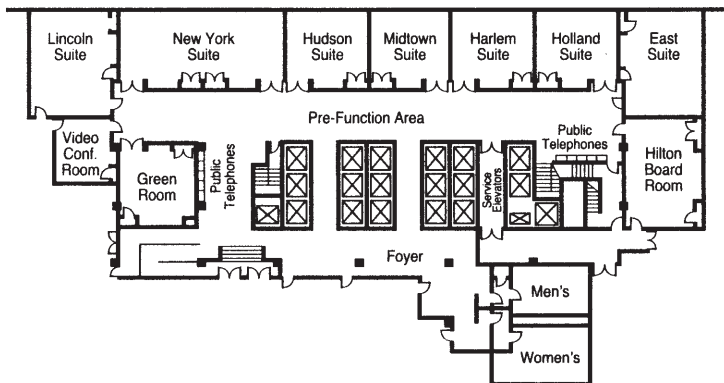 Lincoln
Suite
New York
Suite
Hudson
Suite
Midtown
Suite
Harlem
Suite
Holland
Suite
East
Suite
Pre-Function Area
Video
Conf.
Room
Green
Room
Public
Telephones
Service
Elevators
Public
Telephones
Hilton
Board
Room
Foyer
Men's
Women's